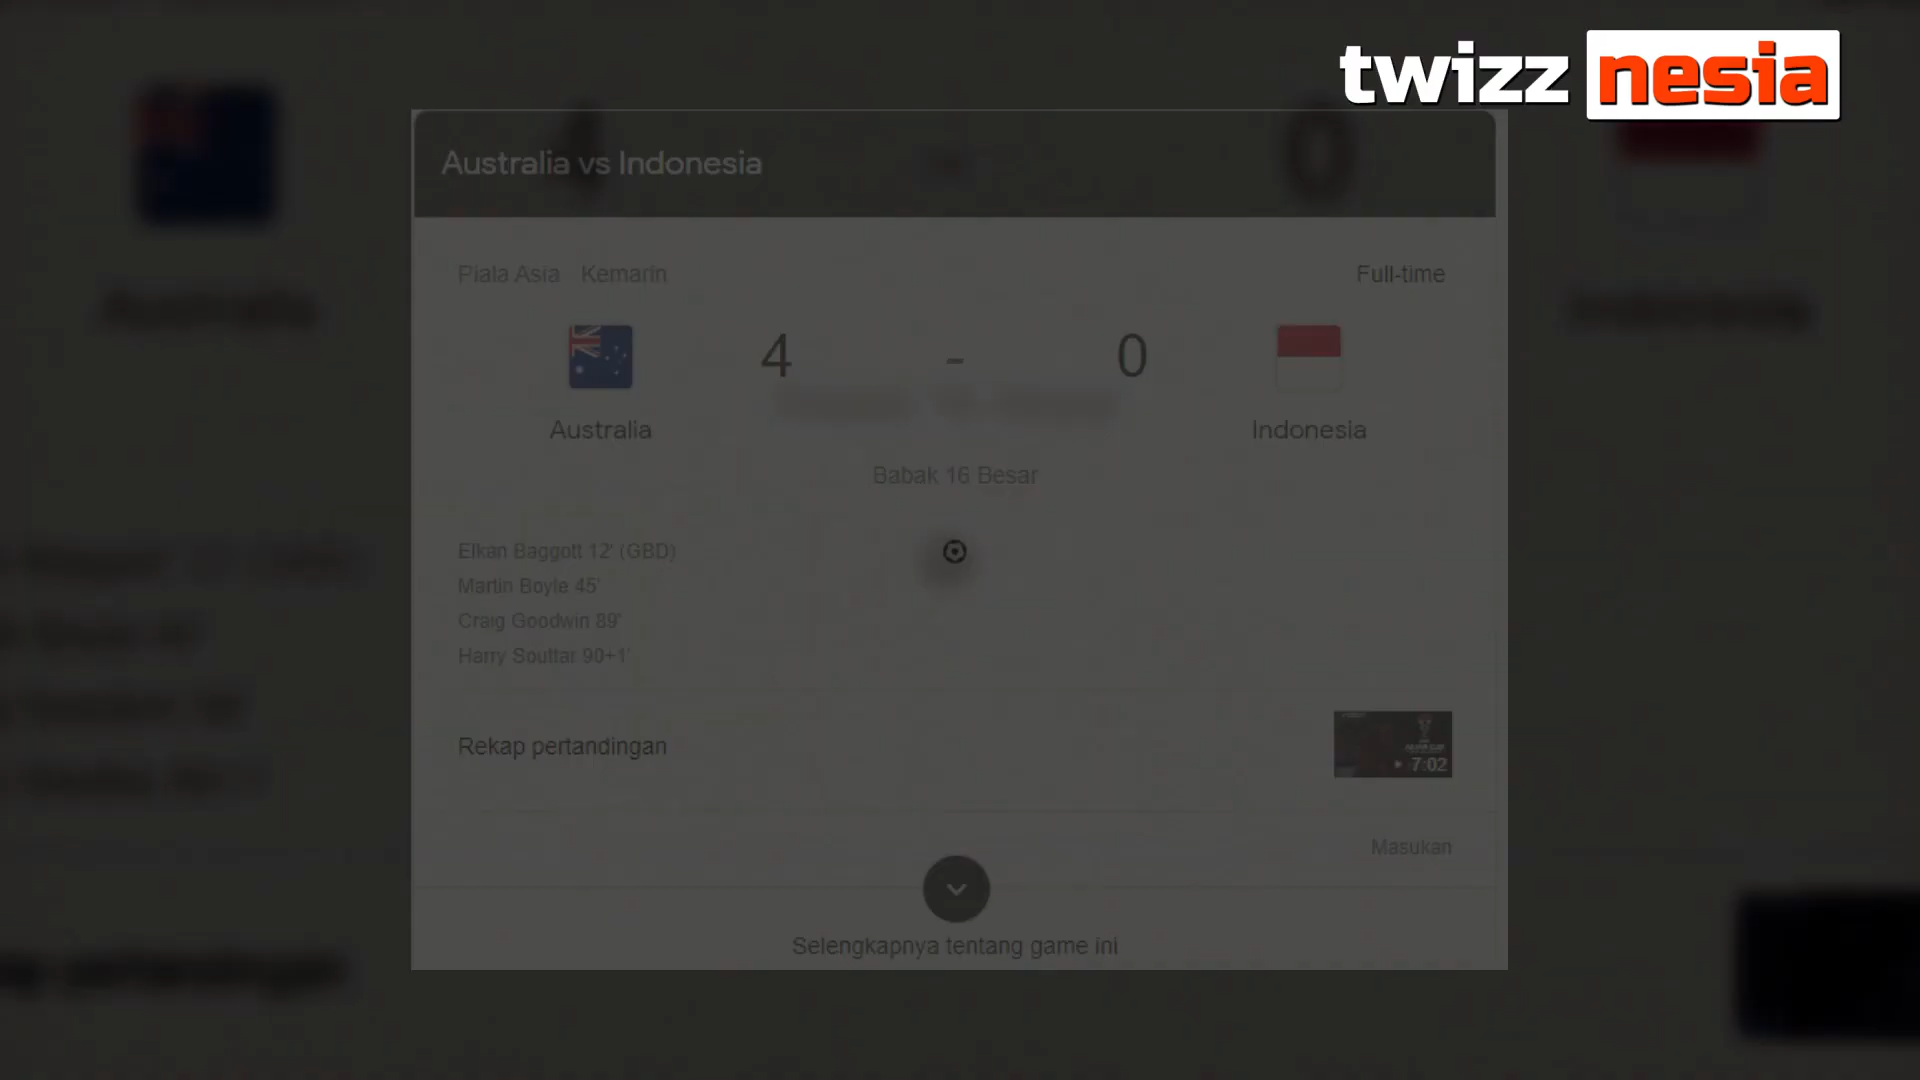 twizz nesia
Australia vs Indonesia
Piala Asia Kemarin
Full-time
4 - 0
Australia
Indonesia
Babak 16 Besar
Elkan Baggott 12' (GBD)
Martin Boyle 45'
Craig Goodwin 89'
Harry Souttar 90+1'
Rekap pertandingan
7:02
Masukan
Selengkapnya tentang game ini